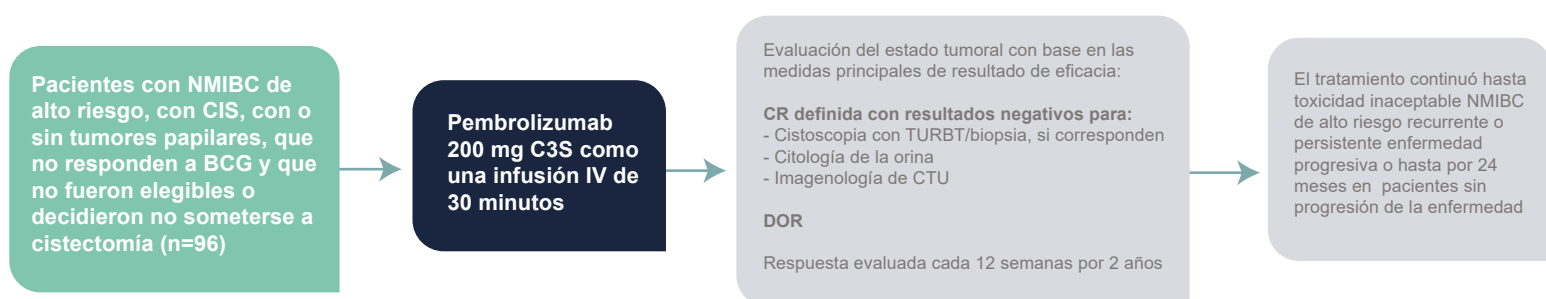 Pacientes con NMIBC de
alto riesgo, con CIS, con o
sin tumores papilares, que
no responden a BCG y que
no fueron elegibles o
decidieron no someterse a
cistectomía (n=96)
Pembrolizumab
200 mg C3S como
una infusión IV de
30 minutos
Evaluación del estado tumoral con base en las
medidas principales de resultado de eficacia:
CR definida con resultados negativos para:
- Cistoscopia con TURBT/biopsia, si corresponden
- Citología de la orina
- Imagenología de CTU
DOR
Respuesta evaluada cada 12 semanas por 2 años
El tratamiento continuó hasta
toxicidad inaceptable NMIBC
de alto riesgo recurrente o
persistente enfermedad
progresiva o hasta por 24
meses en pacientes sin
progresión de la enfermedad